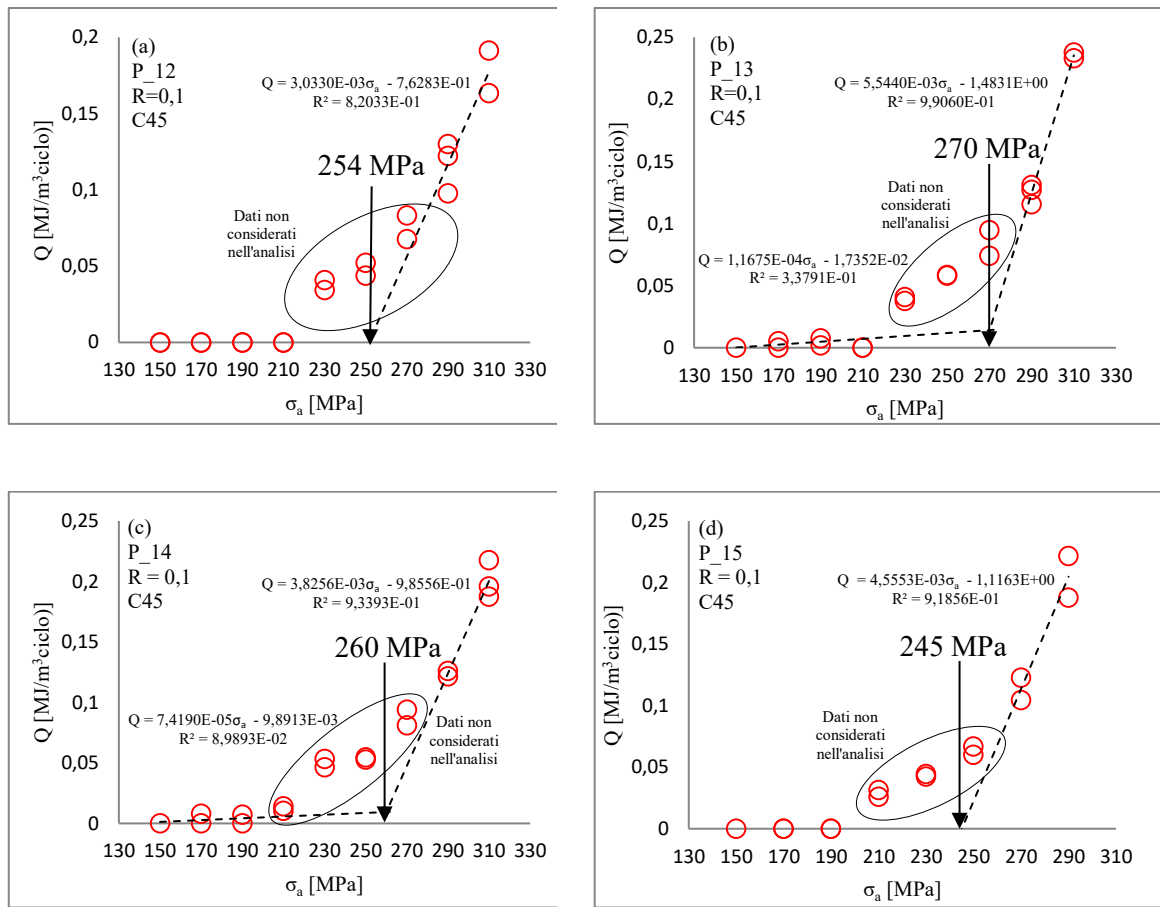 (a)
P_12
R=0,1
C45
Q = 3,0330E-03σa - 7,6283E-01
R² = 8,2033E-01
254 MPa
Dati non
considerati
nell'analisi
Q [MJ/m³ciclo)]
0,2
0,15
0,1
0,05
0
130 150 170 190 210 230 250 270 290 310 330
σa [MPa]
(b)
P_13
R=0,1
C45
Q = 5,5440E-03σa - 1,4831E+00
R² = 9,9060E-01
270 MPa
Dati non
considerati
nell'analisi
Q = 1,1675E-04σa - 1,7352E-02
R² = 3,3791E-01
Q [MJ/m³ciclo)]
0,25
0,2
0,15
0,1
0,05
0
130 150 170 190 210 230 250 270 290 310 330
σa [MPa]
(c)
P_14
R = 0,1
C45
Q = 3,8256E-03σa - 9,8556E-01
R² = 9,3393E-01
260 MPa
Q = 7,4190E-05σa - 9,8913E-03
R² = 8,9893E-02
Dati non
considerati
nell'analisi
Q [MJ/m³ciclo)]
0,25
0,2
0,15
0,1
0,05
0
130 150 170 190 210 230 250 270 290 310 330
σa [MPa]
(d)
P_15
R = 0,1
C45
Q = 4,5553E-03σa - 1,1163E+00
R² = 9,1856E-01
245 MPa
Dati non
considerati
nell'analisi
Q [MJ/m³ciclo)]
0,25
0,2
0,15
0,1
0,05
0
130 150 170 190 210 230 250 270 290 310 330
σa [MPa]